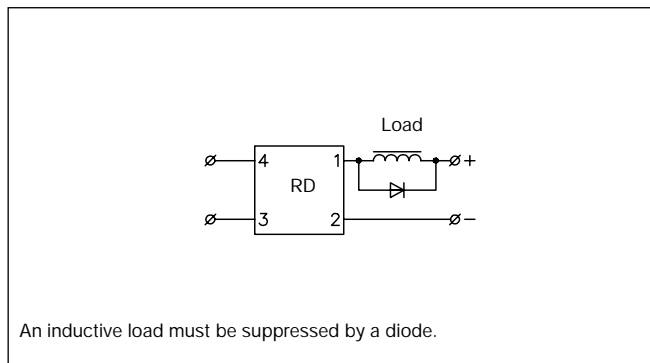 Load
4 1 +
RD
3 2 −
An inductive load must be suppressed by a diode.